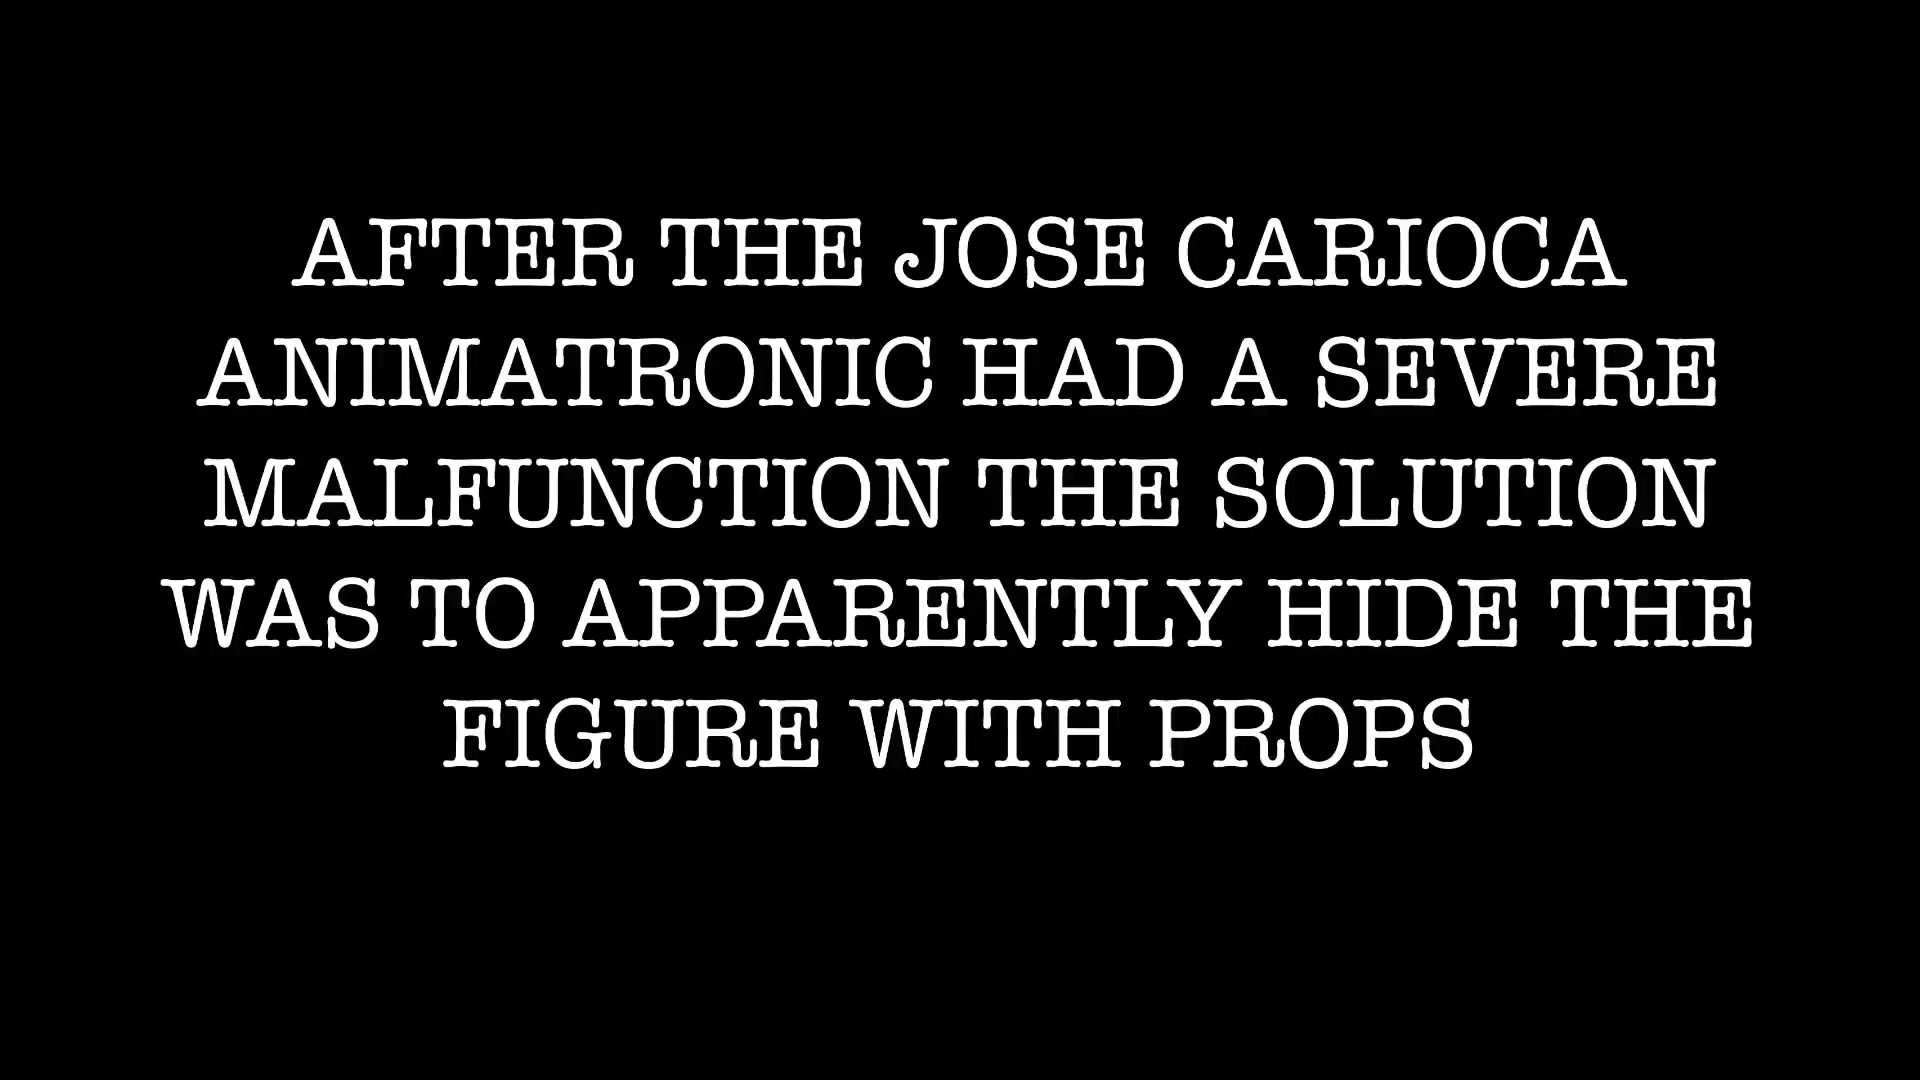 AFTER THE JOSE CARIOCA
ANIMATRONIC HAD A SEVERE
MALFUNCTION THE SOLUTION
WAS TO APPARENTLY HIDE THE
FIGURE WITH PROPS